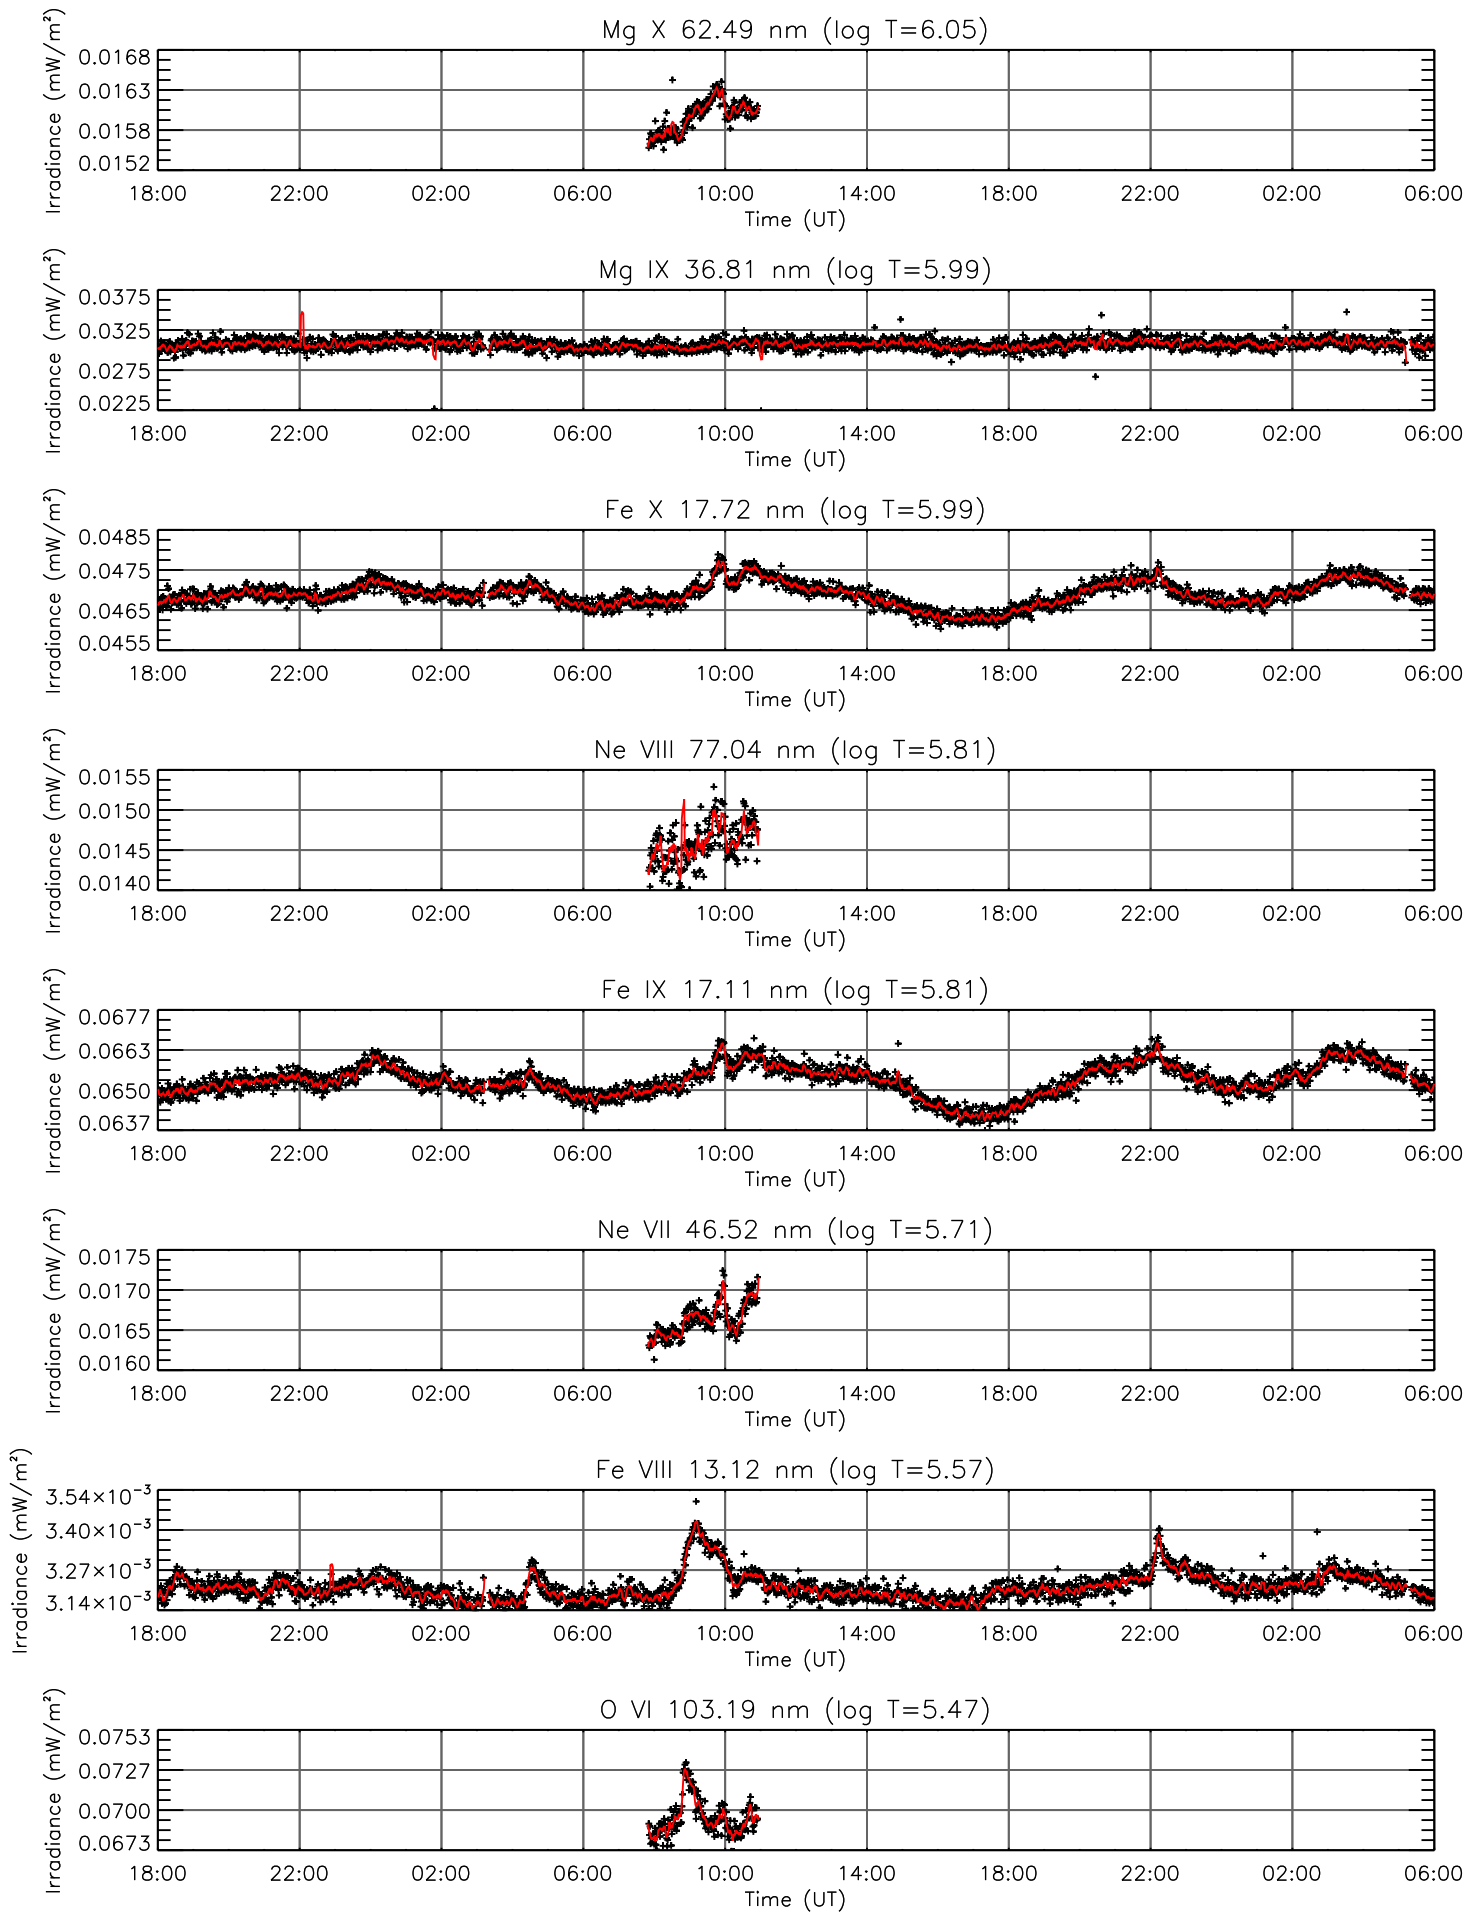 Mg X 62.49 nm (log T=6.05)
Irradiance (mW/m²)
0.0168
0.0163
0.0158
0.0152
18:00 22:00 02:00 06:00 10:00 14:00 18:00 22:00 02:00 06:00
Time (UT)
Mg IX 36.81 nm (log T=5.99)
Irradiance (mW/m²)
0.0375
0.0325
0.0275
0.0225
18:00 22:00 02:00 06:00 10:00 14:00 18:00 22:00 02:00 06:00
Time (UT)
Fe X 17.72 nm (log T=5.99)
Irradiance (mW/m²)
0.0485
0.0475
0.0465
0.0455
18:00 22:00 02:00 06:00 10:00 14:00 18:00 22:00 02:00 06:00
Time (UT)
Ne VIII 77.04 nm (log T=5.81)
Irradiance (mW/m²)
0.0155
0.0150
0.0145
0.0140
18:00 22:00 02:00 06:00 10:00 14:00 18:00 22:00 02:00 06:00
Time (UT)
Fe IX 17.11 nm (log T=5.81)
Irradiance (mW/m²)
0.0677
0.0663
0.0650
0.0637
18:00 22:00 02:00 06:00 10:00 14:00 18:00 22:00 02:00 06:00
Time (UT)
Ne VII 46.52 nm (log T=5.71)
Irradiance (mW/m²)
0.0175
0.0170
0.0165
0.0160
18:00 22:00 02:00 06:00 10:00 14:00 18:00 22:00 02:00 06:00
Time (UT)
Fe VIII 13.12 nm (log T=5.57)
Irradiance (mW/m²)
3.54×10⁻³
3.40×10⁻³
3.27×10⁻³
3.14×10⁻³
18:00 22:00 02:00 06:00 10:00 14:00 18:00 22:00 02:00 06:00
Time (UT)
O VI 103.19 nm (log T=5.47)
Irradiance (mW/m²)
0.0753
0.0727
0.0700
0.0673
18:00 22:00 02:00 06:00 10:00 14:00 18:00 22:00 02:00 06:00
Time (UT)